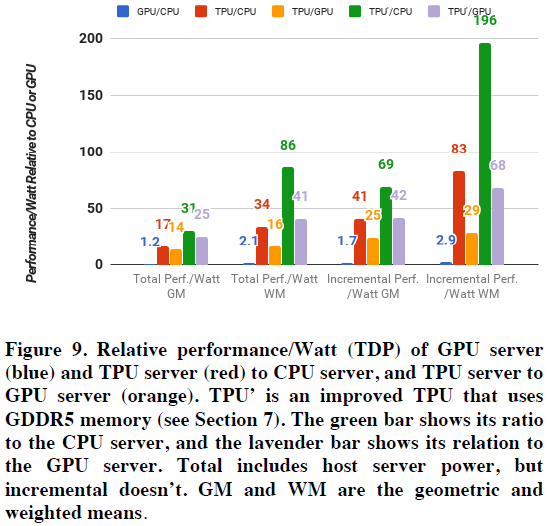 GPU/CPU TPU/CPU TPU/GPU TPU'/CPU TPU'/GPU
Performance/Watt Relative to CPU or GPU
200
150
100
50
0
1.2 17 14 31 25
2.1 34 16 86 41
1.7 41 25 69 42
2.9 83 29 196 68
Total Perf./Watt
GM
Total Perf./Watt
WM
Incremental Perf.
/Watt GM
Incremental Perf.
/Watt WM
Figure 9. Relative performance/Watt (TDP) of GPU server
(blue) and TPU server (red) to CPU server, and TPU server to
GPU server (orange). TPU’ is an improved TPU that uses
GDDR5 memory (see Section 7). The green bar shows its ratio
to the CPU server, and the lavender bar shows its relation to
the GPU server. Total includes host server power, but
incremental doesn’t. GM and WM are the geometric and
weighted means.